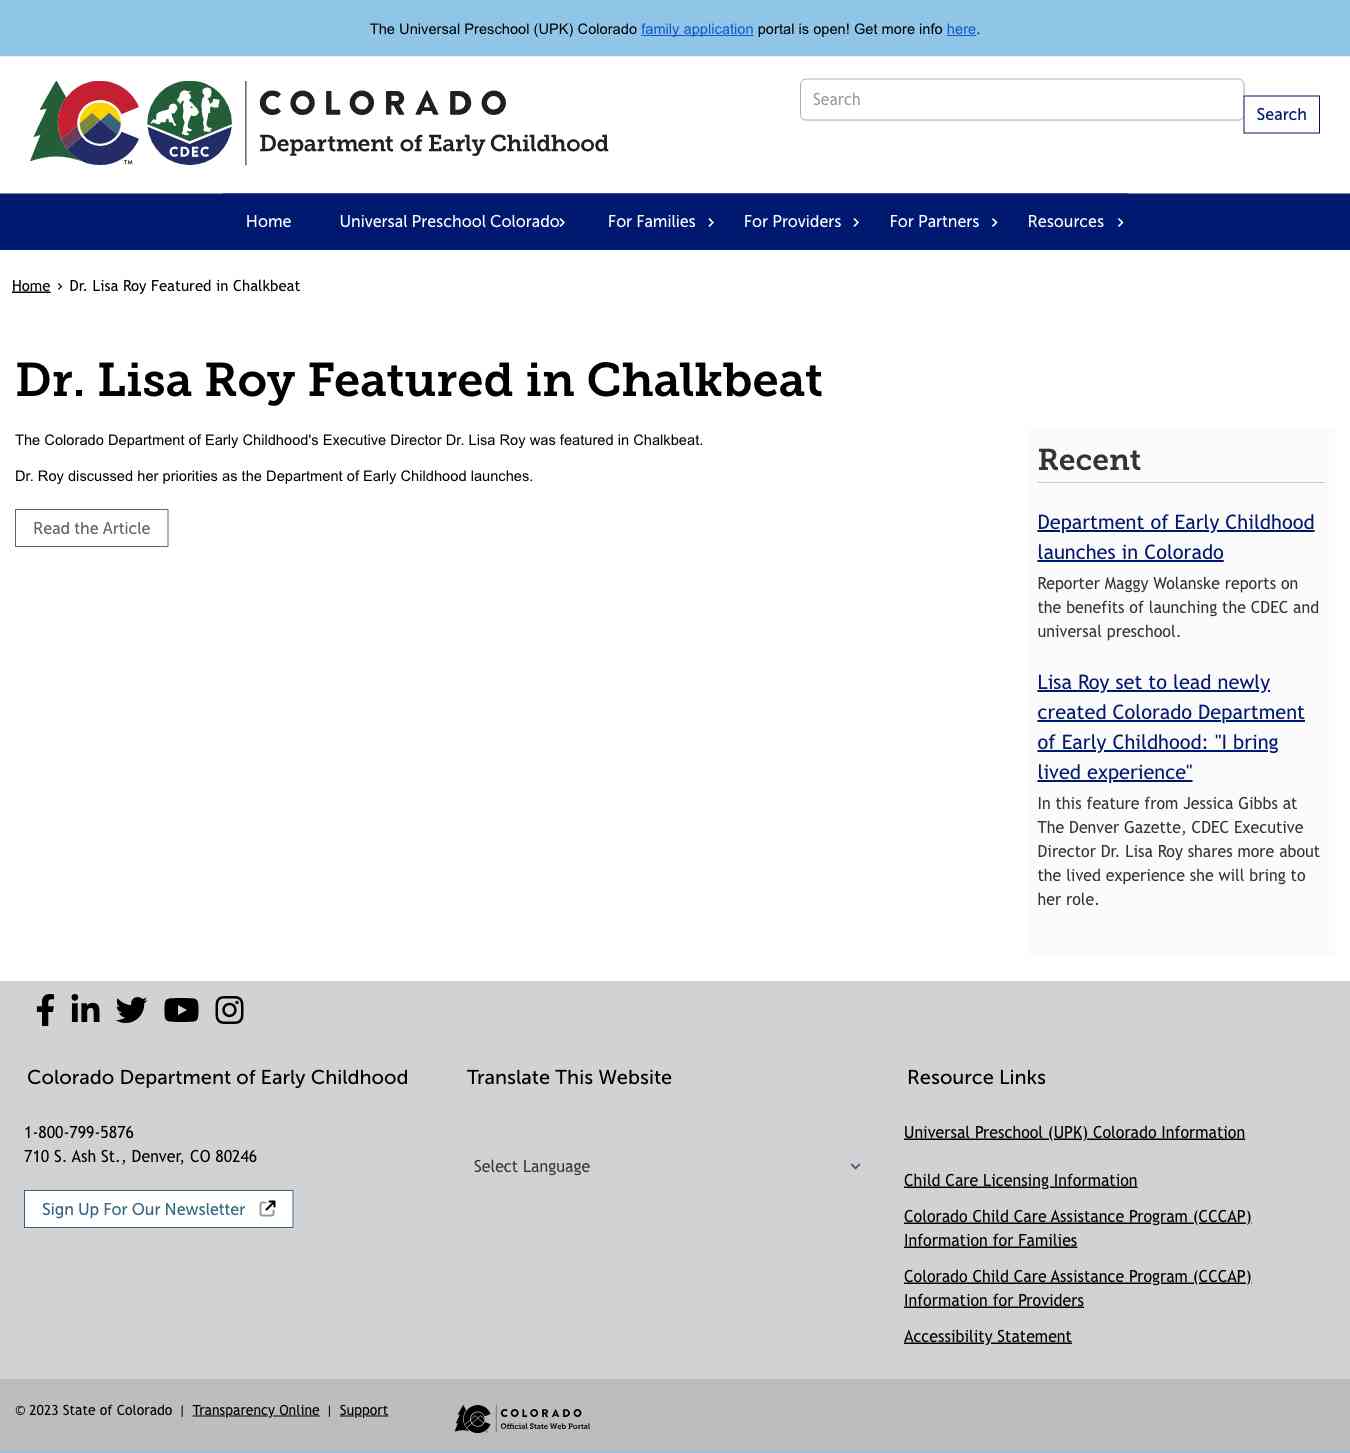 The Universal Preschool (UPK) Colorado family application portal is open! Get more info here.
CDEC
TM
COLORADO
Department of Early Childhood
Search
Search
Home
Universal Preschool Colorado
For Families
For Providers
For Partners
Resources
Home › Dr. Lisa Roy Featured in Chalkbeat
Dr. Lisa Roy Featured in Chalkbeat
The Colorado Department of Early Childhood's Executive Director Dr. Lisa Roy was featured in Chalkbeat.
Dr. Roy discussed her priorities as the Department of Early Childhood launches.
Read the Article
Recent
Department of Early Childhood
launches in Colorado
Reporter Maggy Wolanske reports on
the benefits of launching the CDEC and
universal preschool.
Lisa Roy set to lead newly
created Colorado Department
of Early Childhood: "I bring
lived experience"
In this feature from Jessica Gibbs at
The Denver Gazette, CDEC Executive
Director Dr. Lisa Roy shares more about
the lived experience she will bring to
her role.
Colorado Department of Early Childhood
1-800-799-5876
710 S. Ash St., Denver, CO 80246
Sign Up For Our Newsletter
Translate This Website
Select Language
Resource Links
Universal Preschool (UPK) Colorado Information
Child Care Licensing Information
Colorado Child Care Assistance Program (CCCAP)
Information for Families
Colorado Child Care Assistance Program (CCCAP)
Information for Providers
Accessibility Statement
© 2023 State of Colorado | Transparency Online | Support
COLORADO
Official State Web Portal